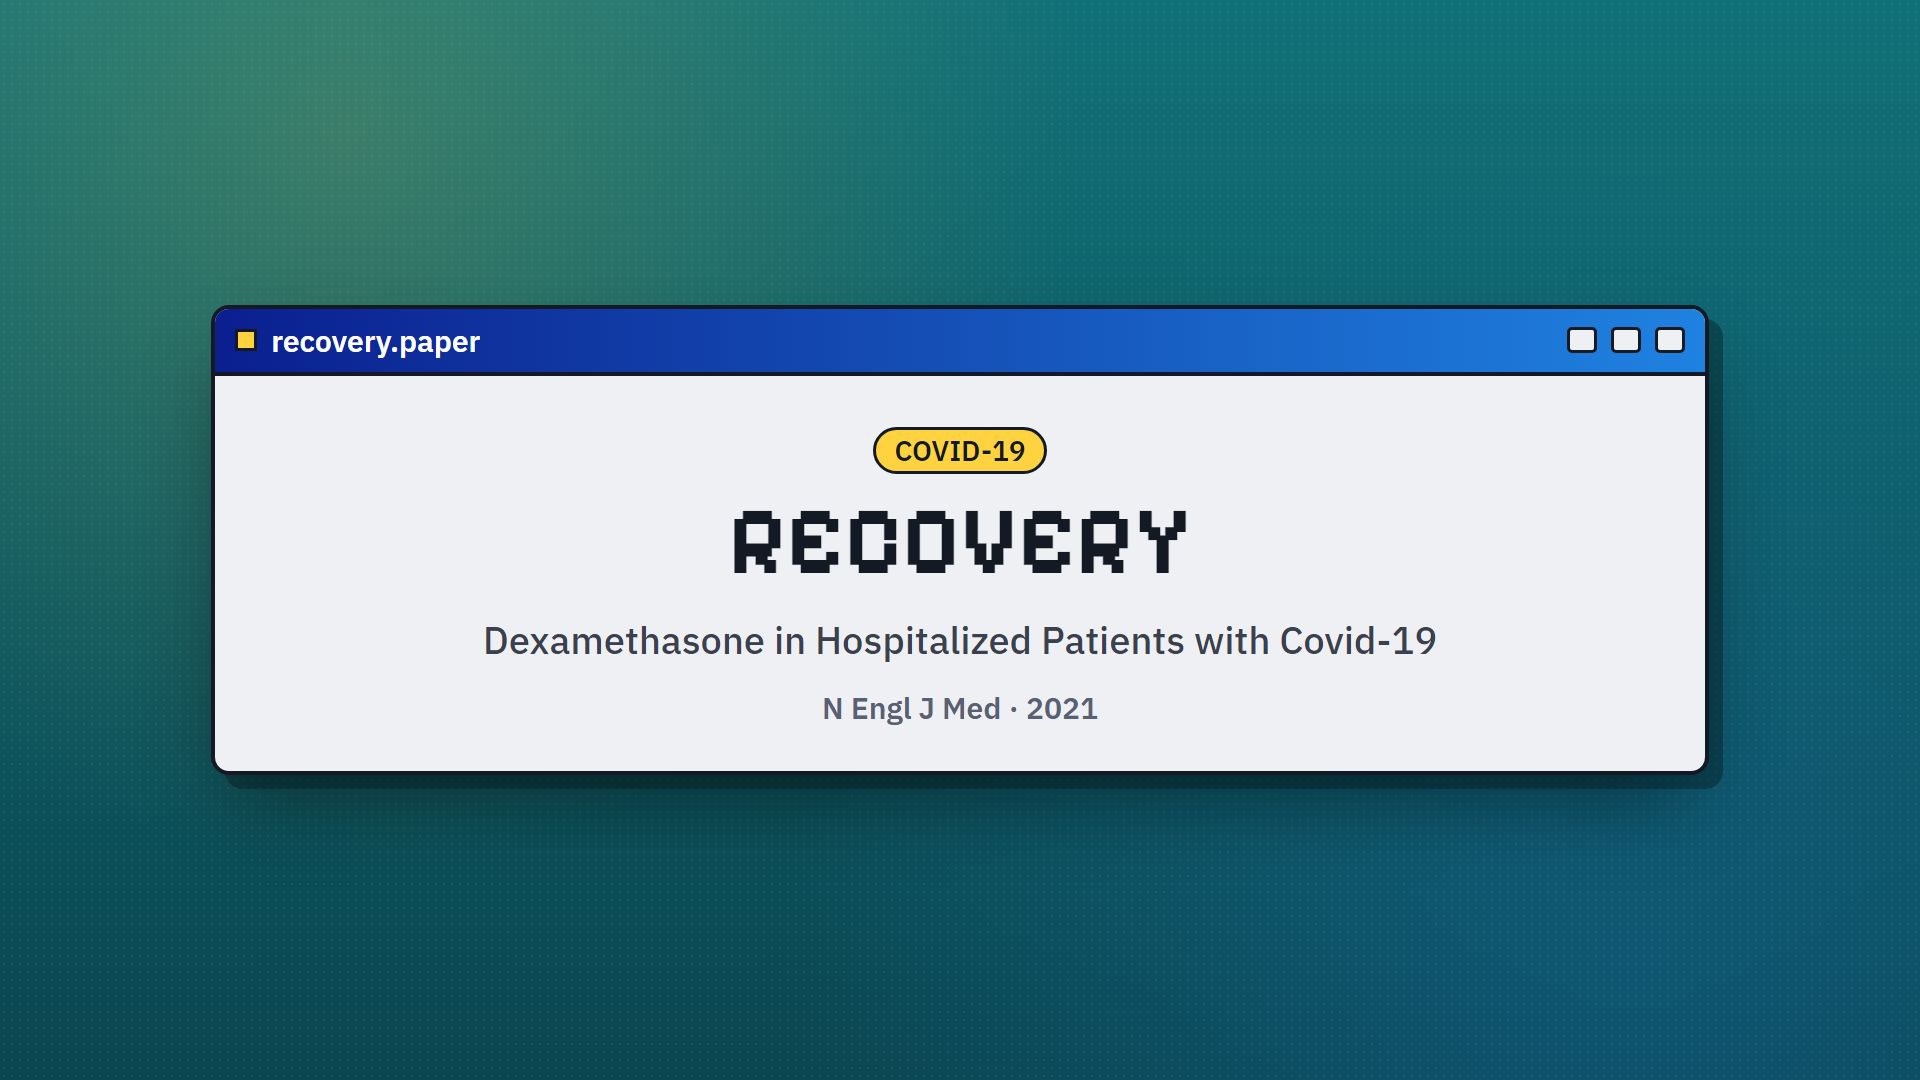 recovery.paper
COVID-19
RECOVERY
Dexamethasone in Hospitalized Patients with Covid-19
N Engl J Med · 2021